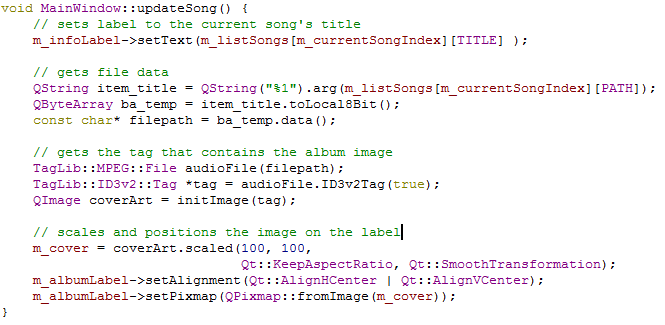 void MainWindow::updateSong() {
    // sets label to the current song's title
    m_infoLabel->setText(m_listSongs[m_currentSongIndex][TITLE] );

    // gets file data
    QString item_title = QString("%1").arg(m_listSongs[m_currentSongIndex][PATH]);
    QByteArray ba_temp = item_title.toLocal8Bit();
    const char* filepath = ba_temp.data();

    // gets the tag that contains the album image
    TagLib::MPEG::File audioFile(filepath);
    TagLib::ID3v2::Tag *tag = audioFile.ID3v2Tag(true);
    QImage coverArt = initImage(tag);

    // scales and positions the image on the label
    m_cover = coverArt.scaled(100, 100,
                              Qt::KeepAspectRatio, Qt::SmoothTransformation);
    m_albumLabel->setAlignment(Qt::AlignHCenter | Qt::AlignVCenter);
    m_albumLabel->setPixmap(QPixmap::fromImage(m_cover));
}